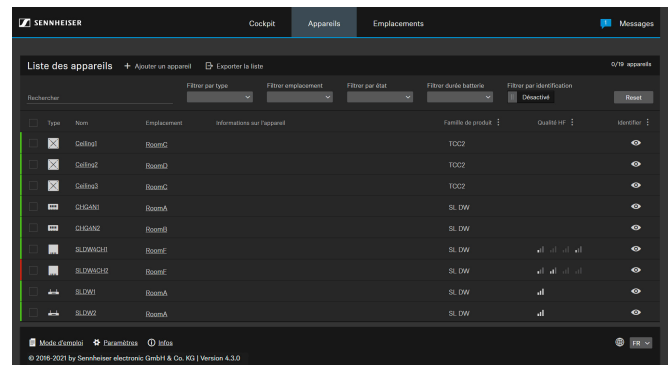 SENNHEISER Cockpit Appareils Emplacements Messages
Liste des appareils + Ajouter un appareil Exporter la liste 0/19 appareils
Filtrer par type Filtrer emplacement Filtrer par état Filtrer durée batterie Filtrer par identification
Rechercher Désactivé Reset
Type Nom Emplacement Informations sur l'appareil Famille de produit Qualité HF Identifier
Ceiling1 RoomC TCC2
Ceiling2 RoomD TCC2
Ceiling3 RoomC TCC2
CHG4N1 RoomA SL DW
CHG4N2 RoomB SL DW
SLDW4CH1 RoomF SL DW
SLDW4CH2 RoomF SL DW
SLDW1 RoomA SL DW
SLDW2 RoomA SL DW
Mode d'emploi Paramètres Infos FR
© 2016-2021 by Sennheiser electronic GmbH & Co. KG | Version 4.3.0